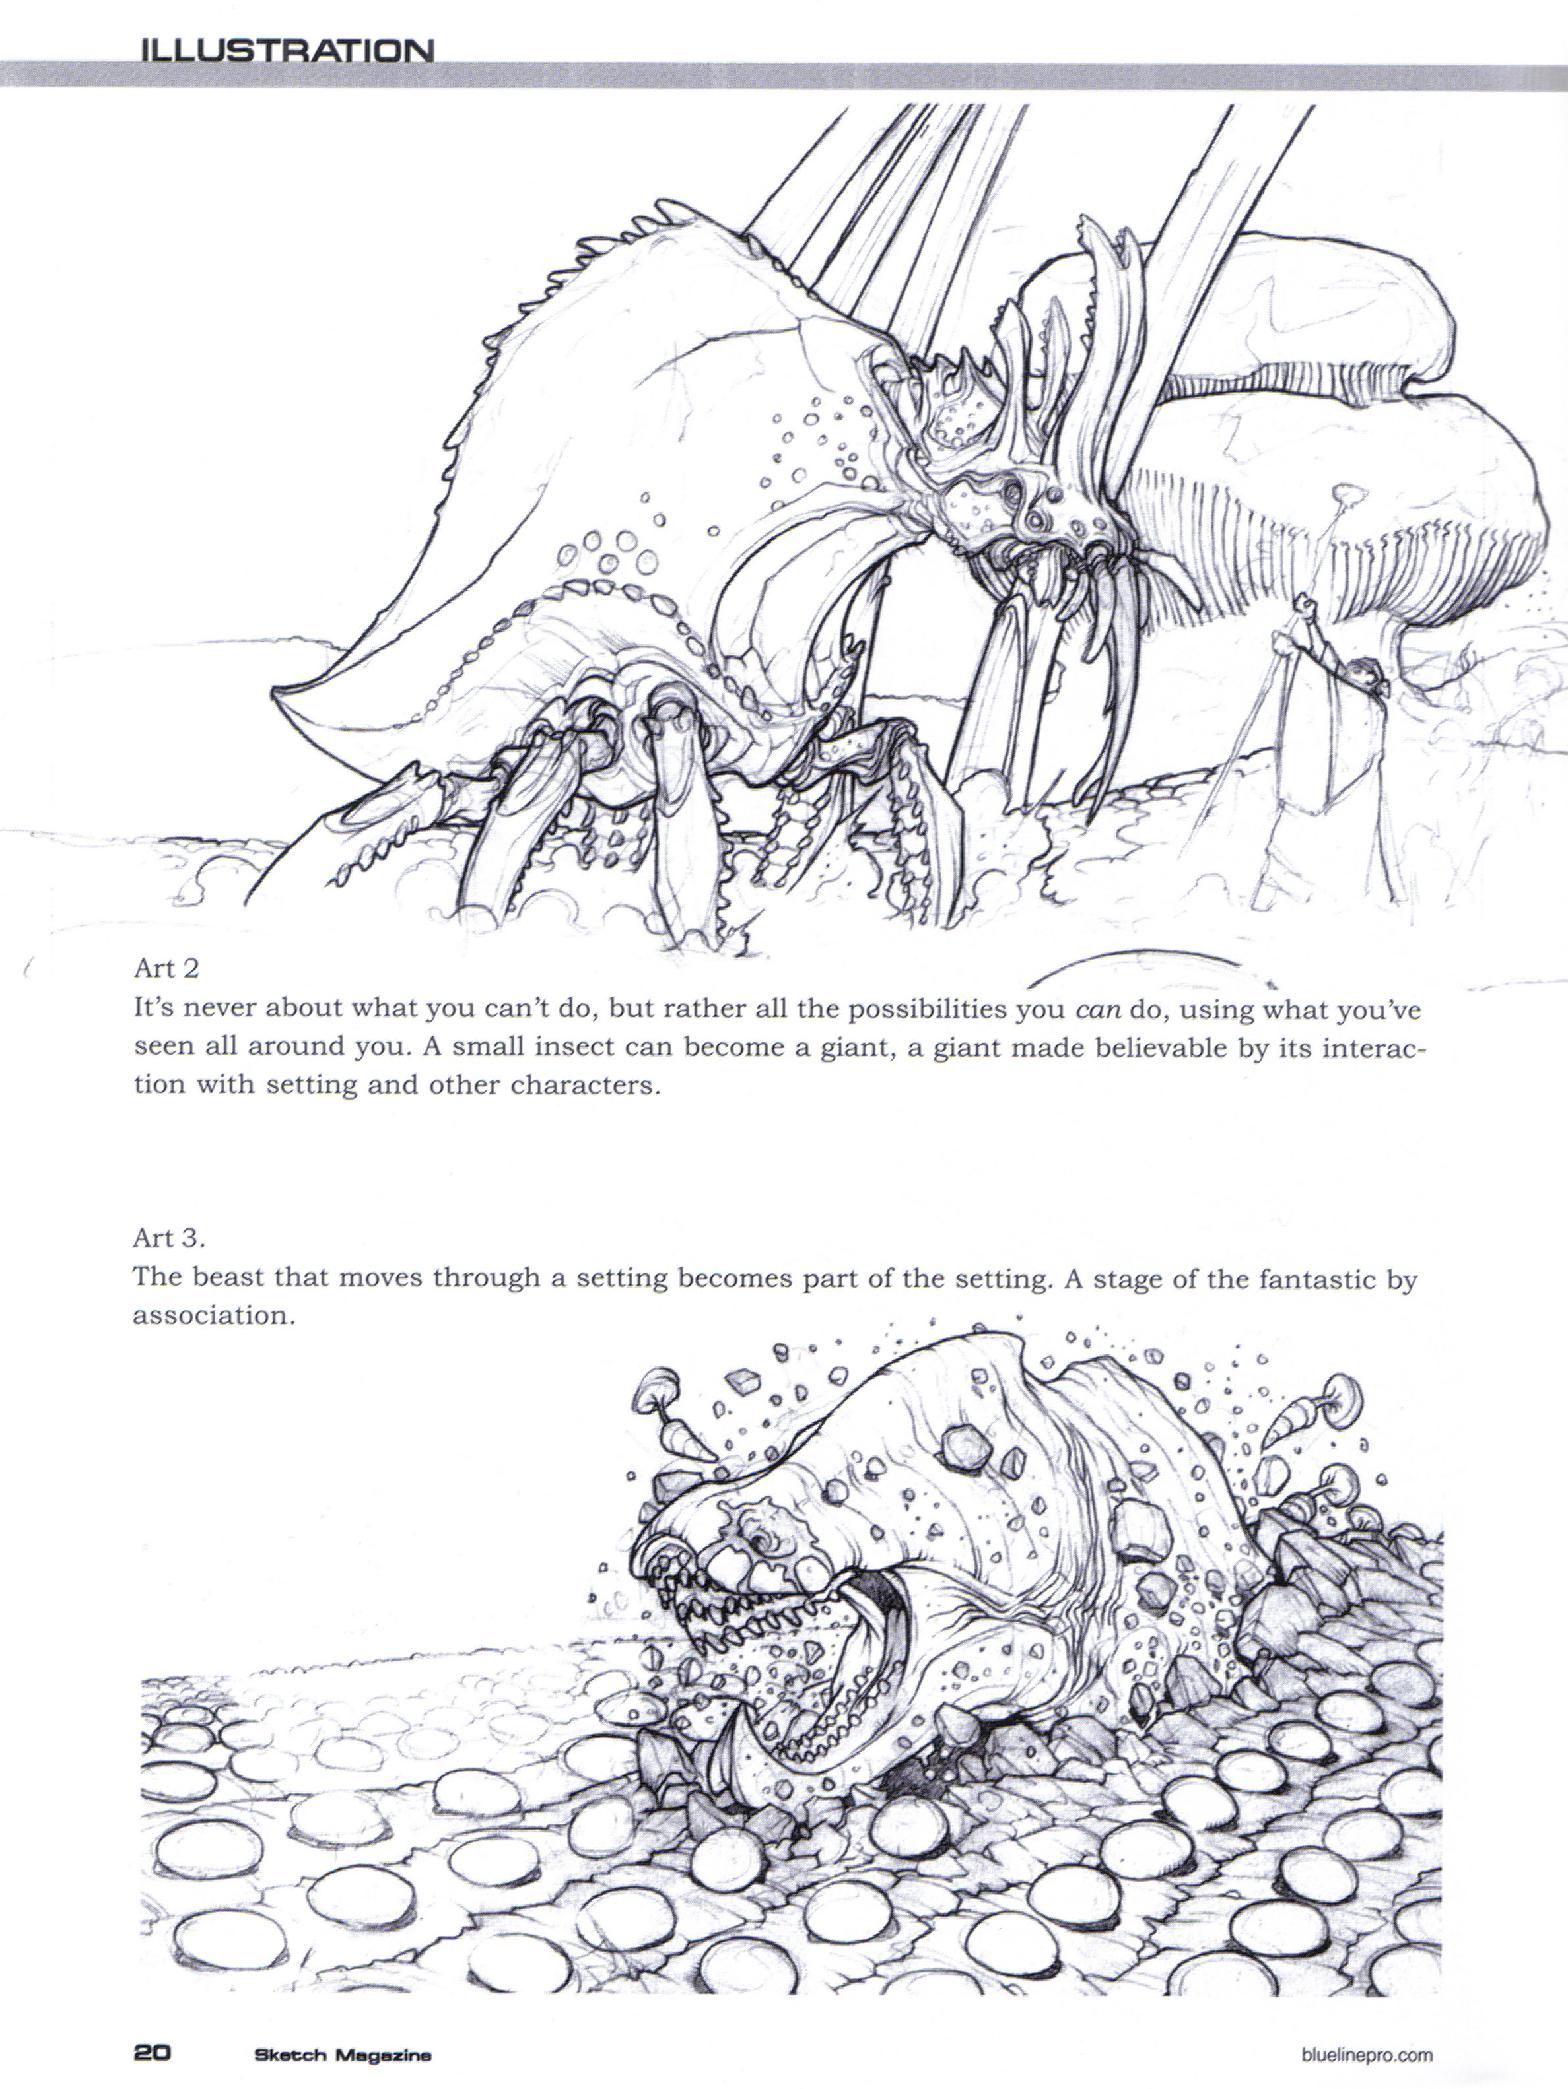 ILLUSTRATION
Art 2
It's never about what you can't do, but rather all the possibilities you can do, using what you've
seen all around you. A small insect can become a giant, a giant made believable by its interac-
tion with setting and other characters.
Art 3.
The beast that moves through a setting becomes part of the setting. A stage of the fantastic by
association.
20 Sketch Magazine bluelinepro.com